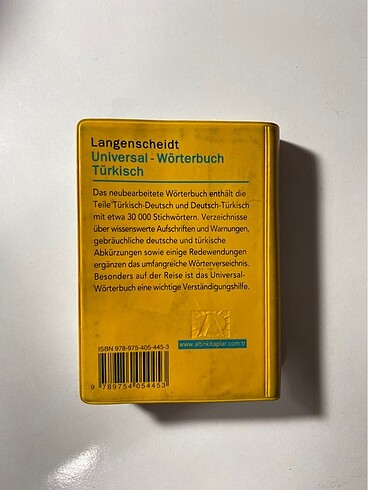 Langenscheidt
Universal-Wörterbuch
Türkisch
Das neubearbeitete Wörterbuch enthält die
Teile Türkisch-Deutsch und Deutsch-Türkisch
mit etwa 30 000 Stichwörtern. Verzeichnisse
über wissenswerte Aufschriften und Warnungen,
gebräuchliche deutsche und türkische
Abkürzungen sowie einige Redewendungen
ergänzen das umfangreiche Wörterverzeichnis.
Besonders auf der Reise ist das Universal-
Wörterbuch eine wichtige Verständigungshilfe.
www.altinkitaplar.com.tr
ISBN 978-975-405-445-3
9 789754 054453